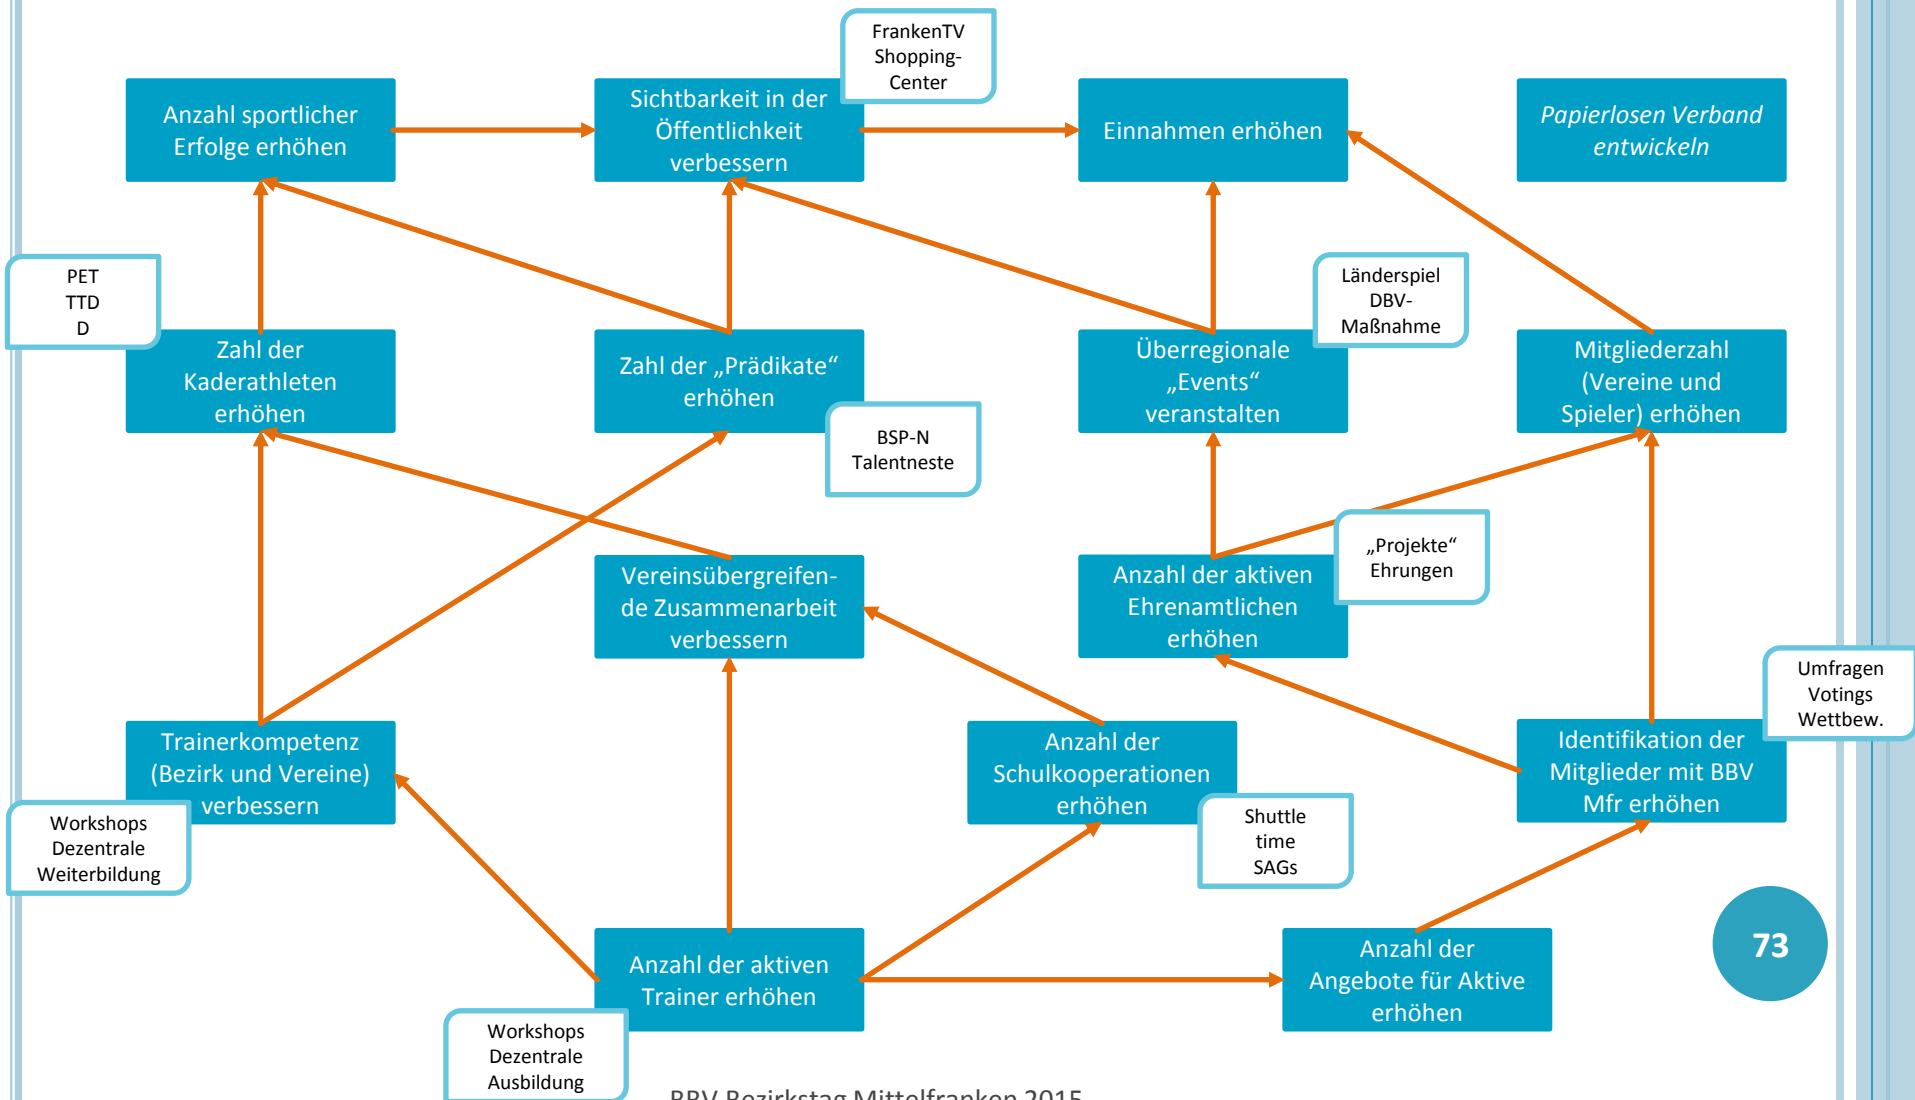 FrankenTV
Shopping-
Center
Anzahl sportlicher
Erfolge erhöhen
Sichtbarkeit in der
Öffentlichkeit
verbessern
Einnahmen erhöhen
Papierlosen Verband
entwickeln
PET
TTD
D
Länderspiel
DBV-
Maßnahme
Zahl der
Kaderathleten
erhöhen
Zahl der „Prädikate“
erhöhen
Überregionale
„Events“
veranstalten
Mitgliederzahl
(Vereine und
Spieler) erhöhen
BSP-N
Talentneste
Vereinsübergreifen-
de Zusammenarbeit
verbessern
Anzahl der aktiven
Ehrenamtlichen
erhöhen
„Projekte“
Ehrungen
Umfragen
Votings
Wettbew.
Trainerkompetenz
(Bezirk und Vereine)
verbessern
Anzahl der
Schulkooperationen
erhöhen
Identifikation der
Mitglieder mit BBV
Mfr erhöhen
Workshops
Dezentrale
Weiterbildung
Shuttle
time
SAGs
Anzahl der aktiven
Trainer erhöhen
Anzahl der
Angebote für Aktive
erhöhen
73
Workshops
Dezentrale
Ausbildung
BBV Bezirkstag Mittelfranken 2015